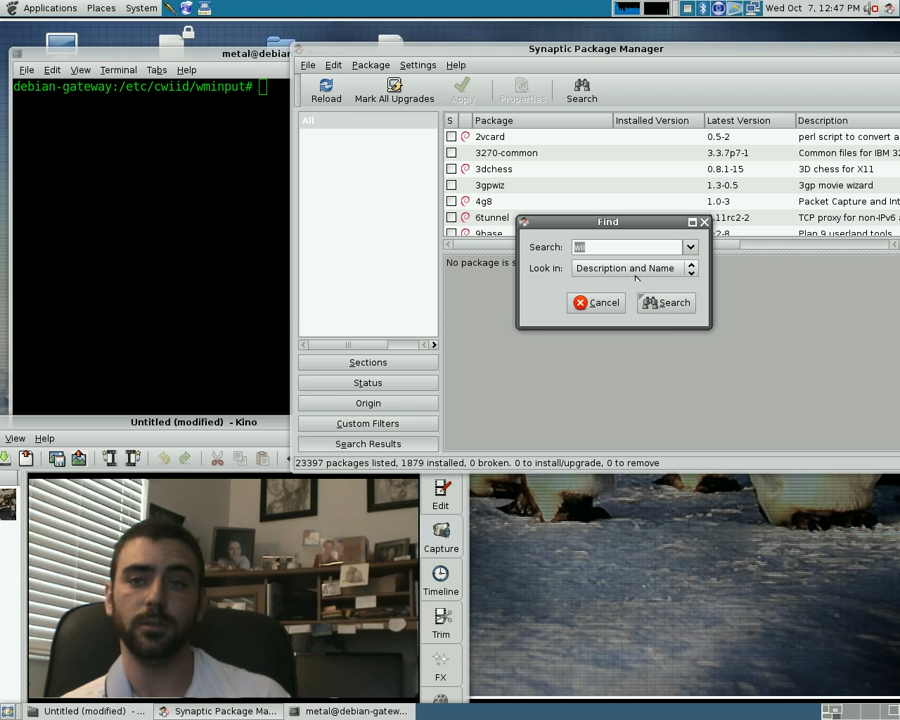 Applications Places System
Wed Oct 7, 12:47 PM
metal@debian
Synaptic Package Manager
File Edit View Terminal Tabs Help
File Edit Package Settings Help
debian-gateway:/etc/cwiid/wminput#
Reload Mark All Upgrades Apply Properties Search
All
S Package Installed Version Latest Version Description
2vcard 0.5-2 perl script to convert a
3270-common 3.3.7p7-1 Common files for IBM 32
3dchess 0.8.1-15 3D chess for X11
3gpwiz 1.3-0.5 3gp movie wizard
4g8 1.0-3 Packet Capture and Int
6tunnel .11rc2-2 TCP proxy for non-IPv6 a
9base :2-8 Plan 9 userland tools
Find
Search: wii
Look in: Description and Name
Cancel Search
No package is s
Sections
Status
Origin
Custom Filters
Search Results
23397 packages listed, 1879 installed, 0 broken. 0 to install/upgrade, 0 to remove
Untitled (modified) - Kino
View Help
Edit
Capture
Timeline
Trim
FX
Untitled (modified) - ... Synaptic Package Ma... metal@debian-gatew...